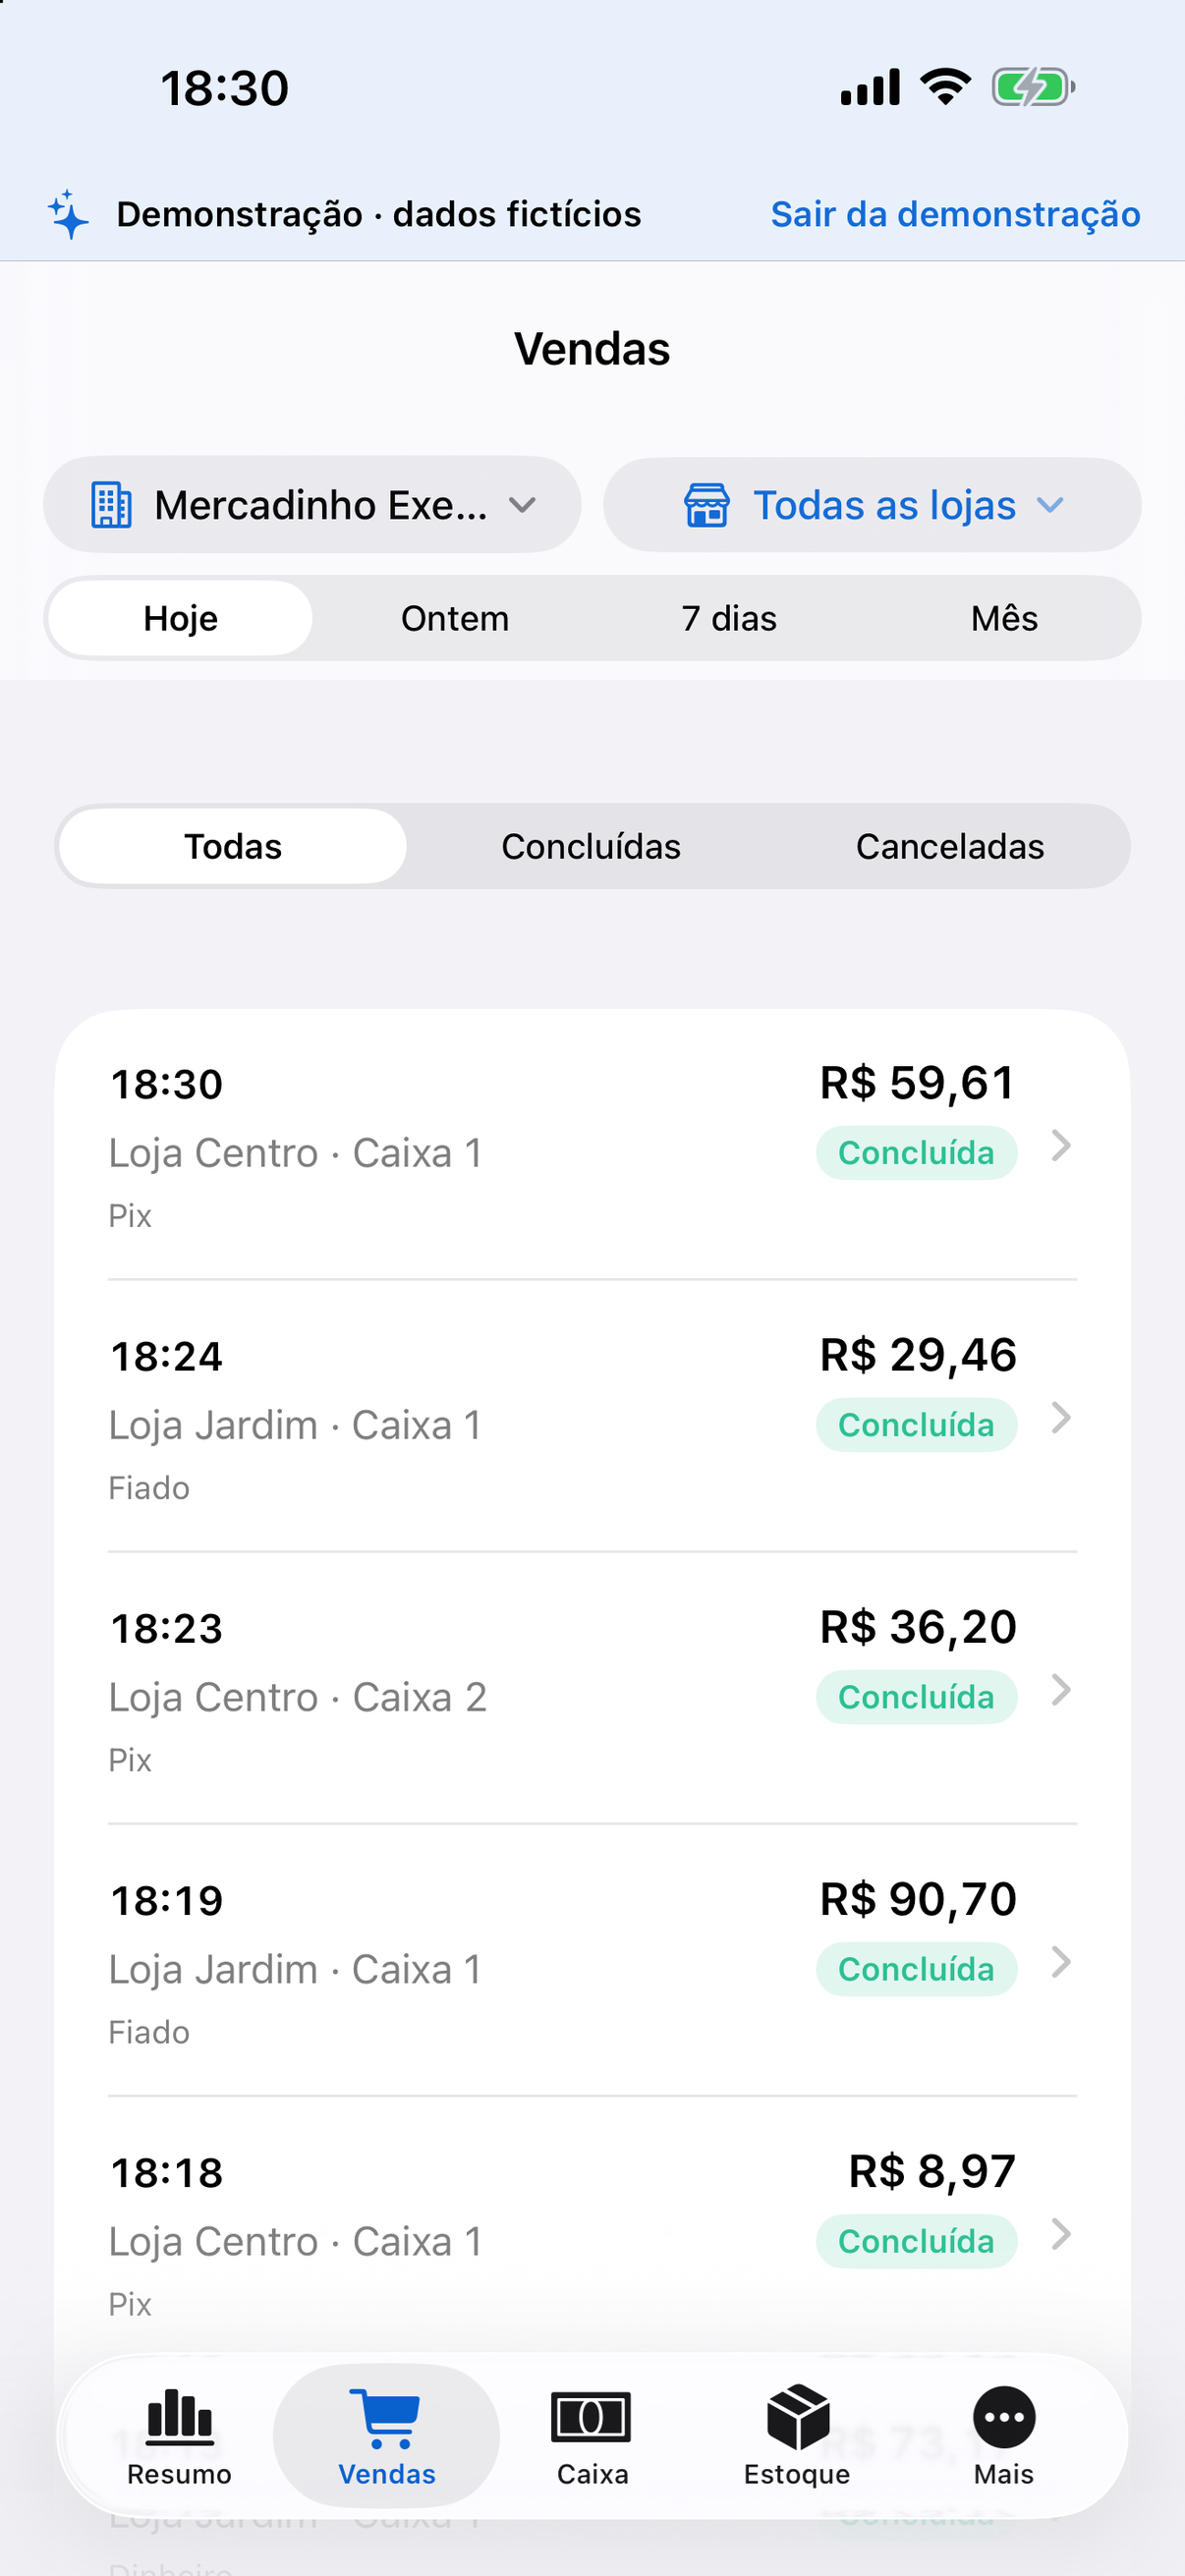 18:30
Demonstração · dados fictícios
Sair da demonstração
Vendas
Mercadinho Exe...
Todas as lojas
Hoje
Ontem
7 dias
Mês
Todas
Concluídas
Canceladas
18:30
R$ 59,61
Loja Centro · Caixa 1
Concluída
Pix
18:24
R$ 29,46
Loja Jardim · Caixa 1
Concluída
Fiado
18:23
R$ 36,20
Loja Centro · Caixa 2
Concluída
Pix
18:19
R$ 90,70
Loja Jardim · Caixa 1
Concluída
Fiado
18:18
R$ 8,97
Loja Centro · Caixa 1
Concluída
Pix
Resumo
Vendas
Caixa
Estoque
Mais